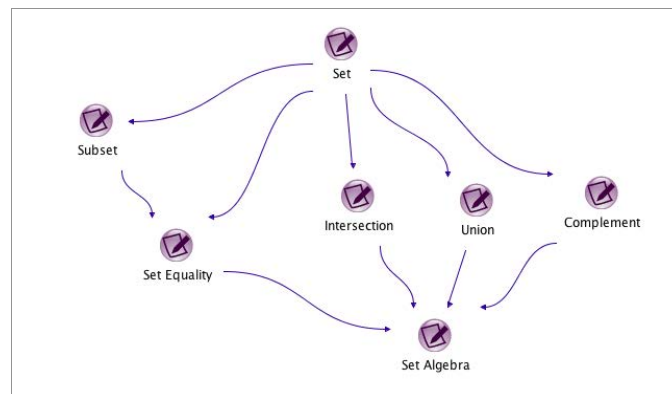 Set
Subset
Intersection
Union
Complement
Set Equality
Set Algebra